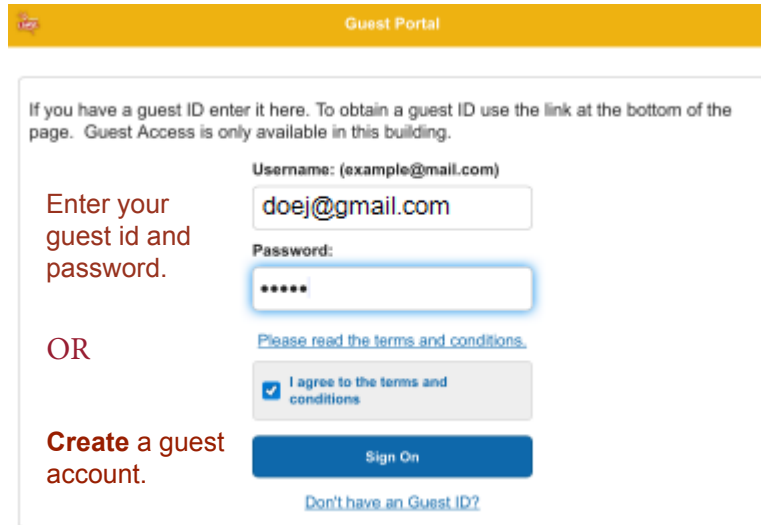 Guest Portal
If you have a guest ID enter it here. To obtain a guest ID use the link at the bottom of the
page. Guest Access is only available in this building.
Username: (example@mail.com)
doej@gmail.com
Enter your
guest id and
password.
Password:
•••••
OR
Please read the terms and conditions.
I agree to the terms and
conditions
Create a guest
account.
Sign On
Don't have an Guest ID?